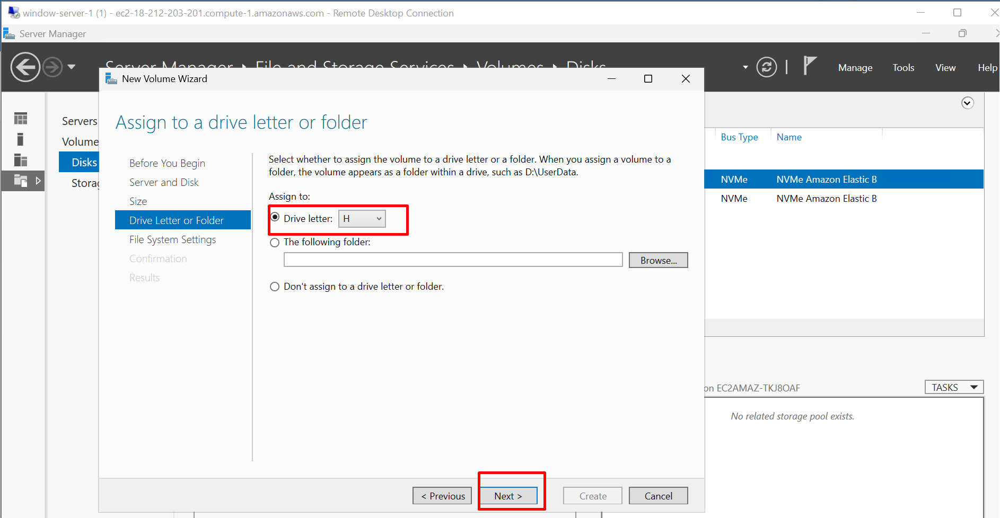 window-server-1 (1) - ec2-18-212-203-201.compute-1.amazonaws.com - Remote Desktop Connection
Server Manager
Server Manager ▸ File and Storage Services ▸ Volumes ▸ Disks
Manage Tools View Help
New Volume Wizard
Servers
Volume
Disks
Storag
Assign to a drive letter or folder
Before You Begin
Server and Disk
Size
Drive Letter or Folder
File System Settings
Confirmation
Results
Select whether to assign the volume to a drive letter or a folder. When you assign a volume to a
folder, the volume appears as a folder within a drive, such as D:\UserData.
Assign to:
Drive letter: H
The following folder:
Browse...
Don't assign to a drive letter or folder.
Bus Type Name
NVMe NVMe Amazon Elastic B
NVMe NVMe Amazon Elastic B
on EC2AMAZ-TKJ8OAF
TASKS
No related storage pool exists.
< Previous Next > Create Cancel